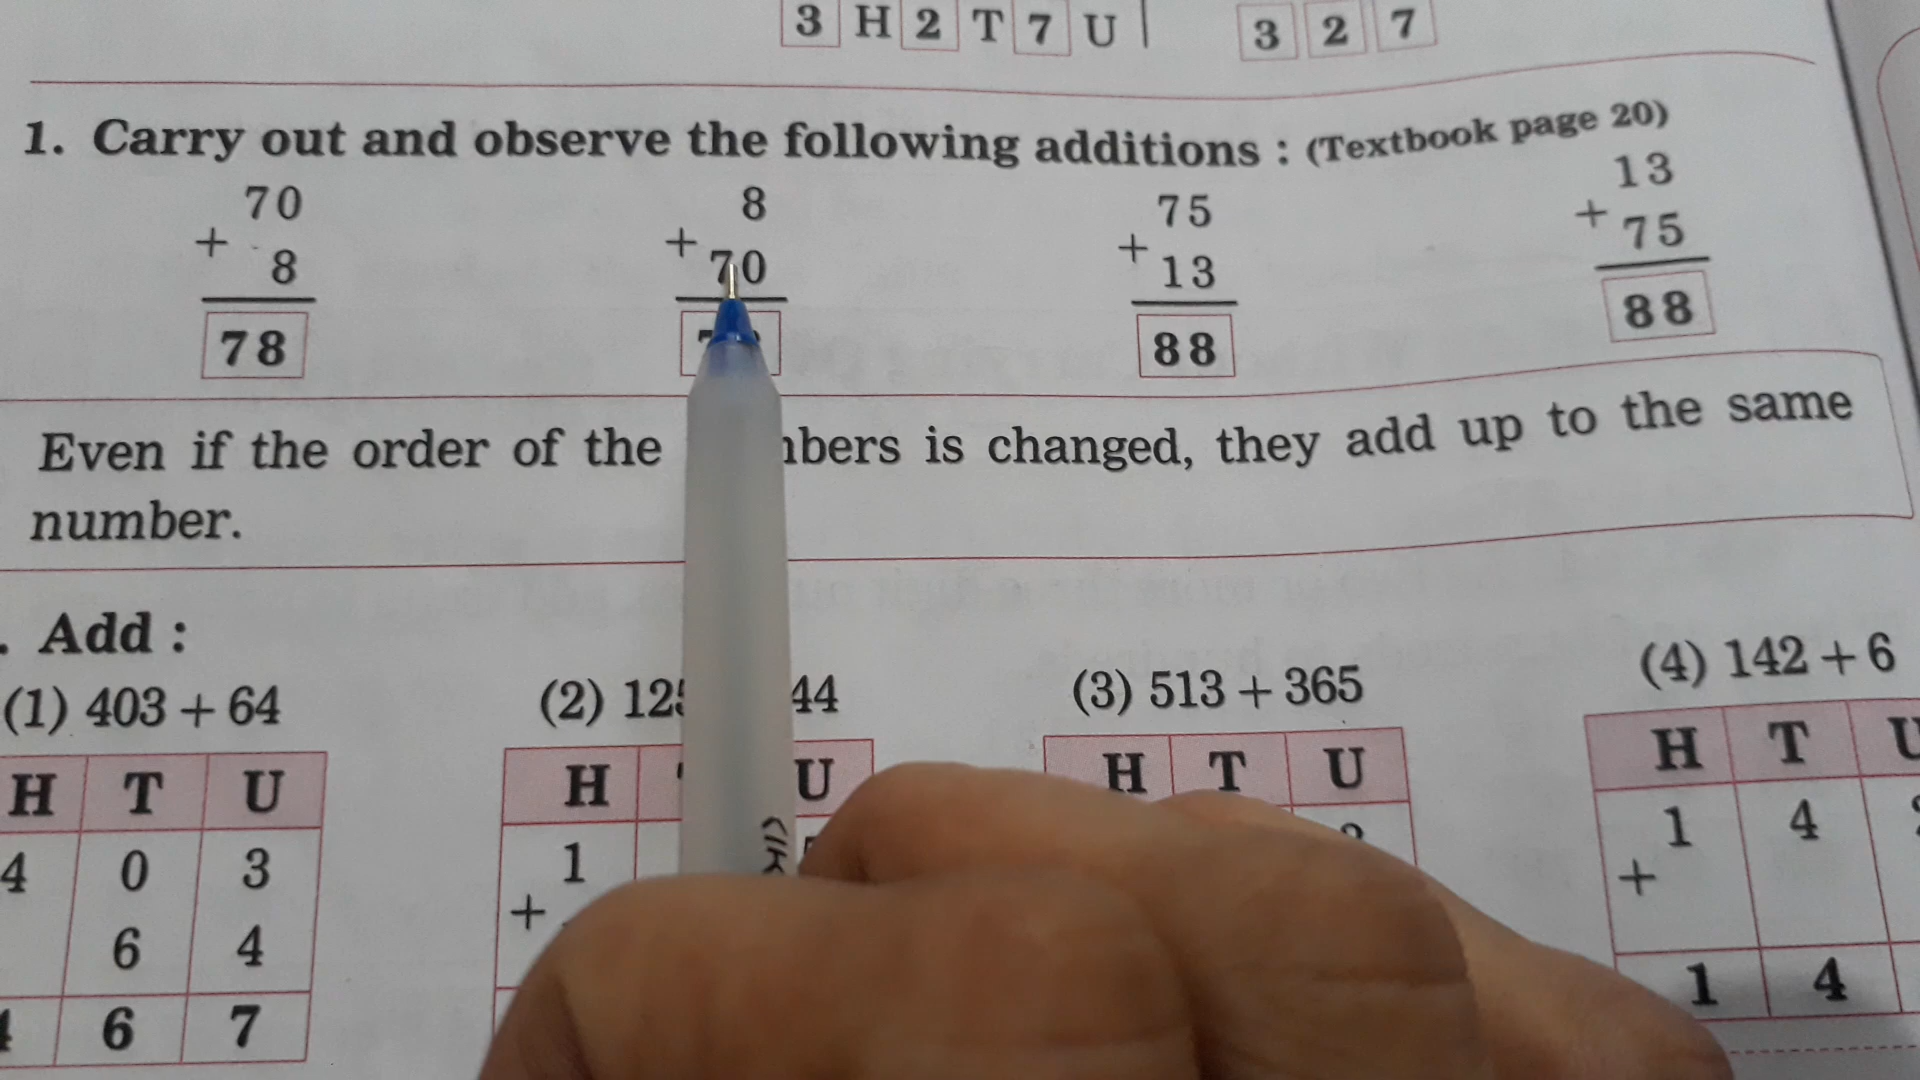 3 H 2 T 7 U 3 2 7
1. Carry out and observe the following additions : (Textbook page 20)
70 8 75 13
+ 8 + 70 + 13 + 75
78 88 88
Even if the order of the is changed, they add up to the same
number.
. Add :
(1) 403 + 64 (2) 44 (3) 513 + 365 (4) 142 + 6
H T U H U H T U H T U
4 0 3 1 1 4
+ +
6 4
6 7 1 4